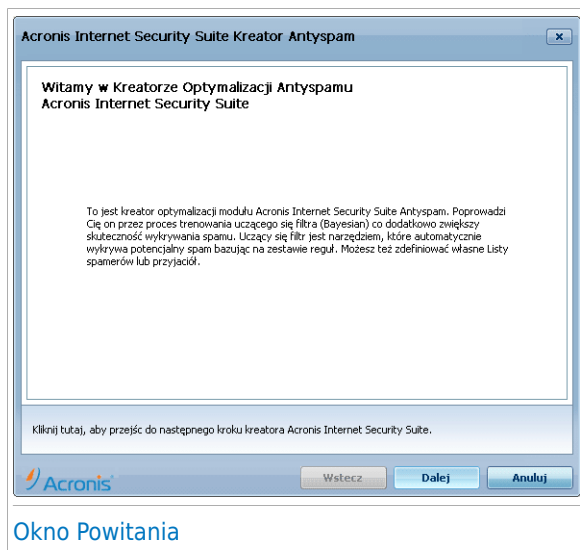 Acronis Internet Security Suite Kreator Antyspam
Witamy w Kreatorze Optymalizacji Antyspamu
Acronis Internet Security Suite
To jest kreator optymalizacji modułu Acronis Internet Security Suite Antyspam. Poprowadzi
Cię on przez proces trenowania uczącego się filtra (Bayesian) co dodatkowo zwiększy
skuteczność wykrywania spamu. Uczący się filtr jest narzędziem, które automatycznie
wykrywa potencjalny spam bazując na zestawie reguł. Możesz też zdefiniować własne Listy
spamerów lub przyjaciół.
Kliknij tutaj, aby przejśc do następnego kroku kreatora Acronis Internet Security Suite.
Acronis
Wstecz
Dalej
Anuluj
Okno Powitania